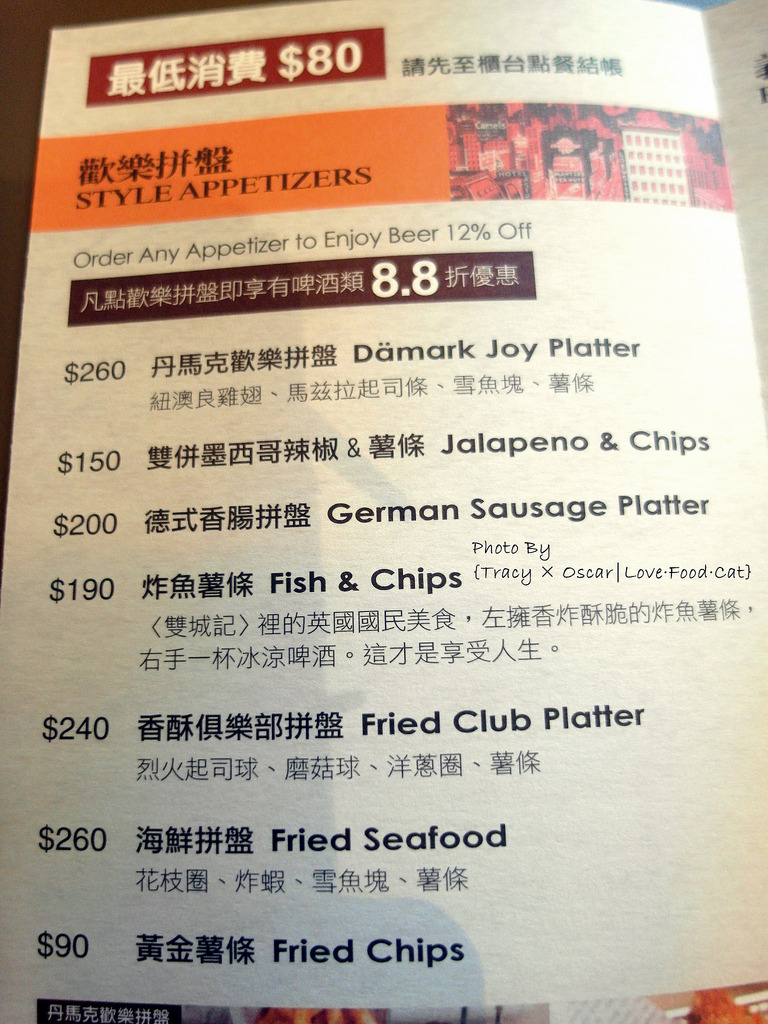 最低消費 $80 請先至櫃台點餐結帳
歡樂拼盤
STYLE APPETIZERS
Camels
HOTEL
Order Any Appetizer to Enjoy Beer 12% Off
凡點歡樂拼盤即享有啤酒類 8.8 折優惠
$260 丹馬克歡樂拼盤 Dämark Joy Platter
紐澳良雞翅、馬茲拉起司條、雪魚塊、薯條
$150 雙併墨西哥辣椒 & 薯條 Jalapeno & Chips
$200 德式香腸拼盤 German Sausage Platter
Photo By
{Tracy × Oscar|Love·Food·Cat}
$190 炸魚薯條 Fish & Chips
〈雙城記〉裡的英國國民美食，左擁香炸酥脆的炸魚薯條，
右手一杯冰涼啤酒。這才是享受人生。
$240 香酥俱樂部拼盤 Fried Club Platter
烈火起司球、磨菇球、洋蔥圈、薯條
$260 海鮮拼盤 Fried Seafood
花枝圈、炸蝦、雪魚塊、薯條
$90 黃金薯條 Fried Chips
丹馬克歡樂拼盤